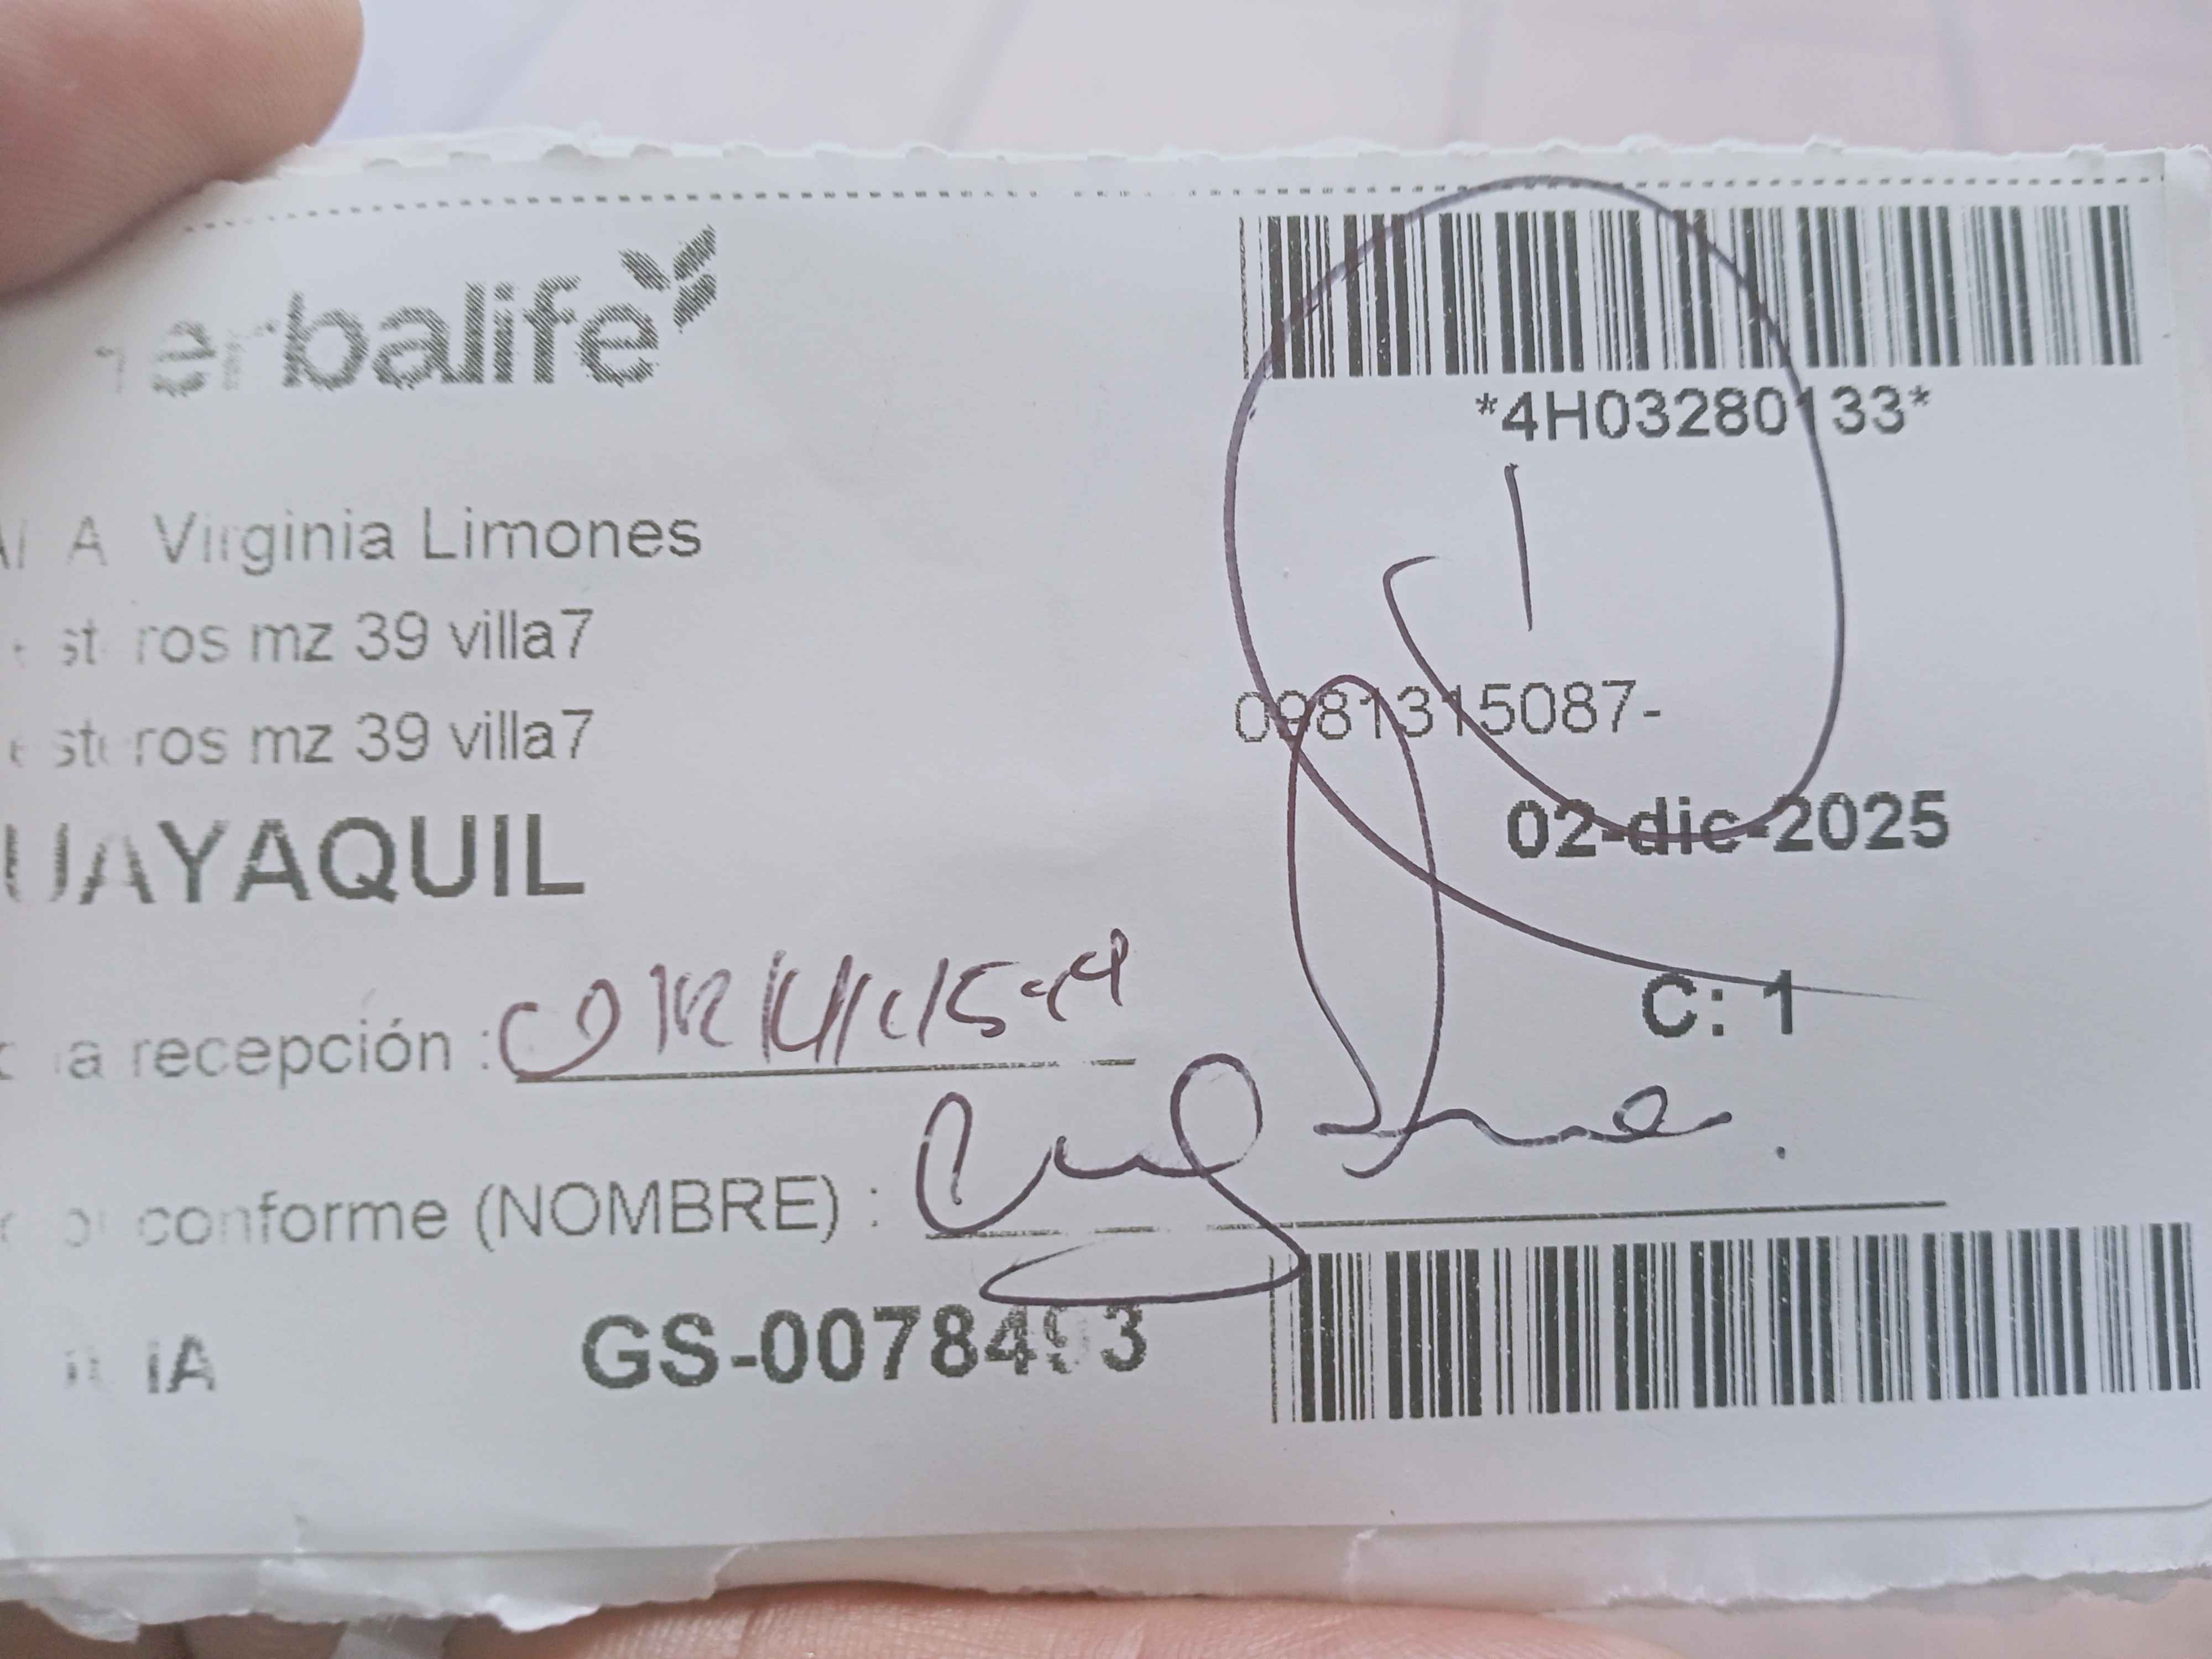 erbalife
*4H03280133*
A Virginia Limones
ros mz 39 villa7
0981315087-
ros mz 39 villa7
02-dic-2025
UAYAQUIL
C: 1
a recepción :
conforme (NOMBRE) :
IA GS-0078493